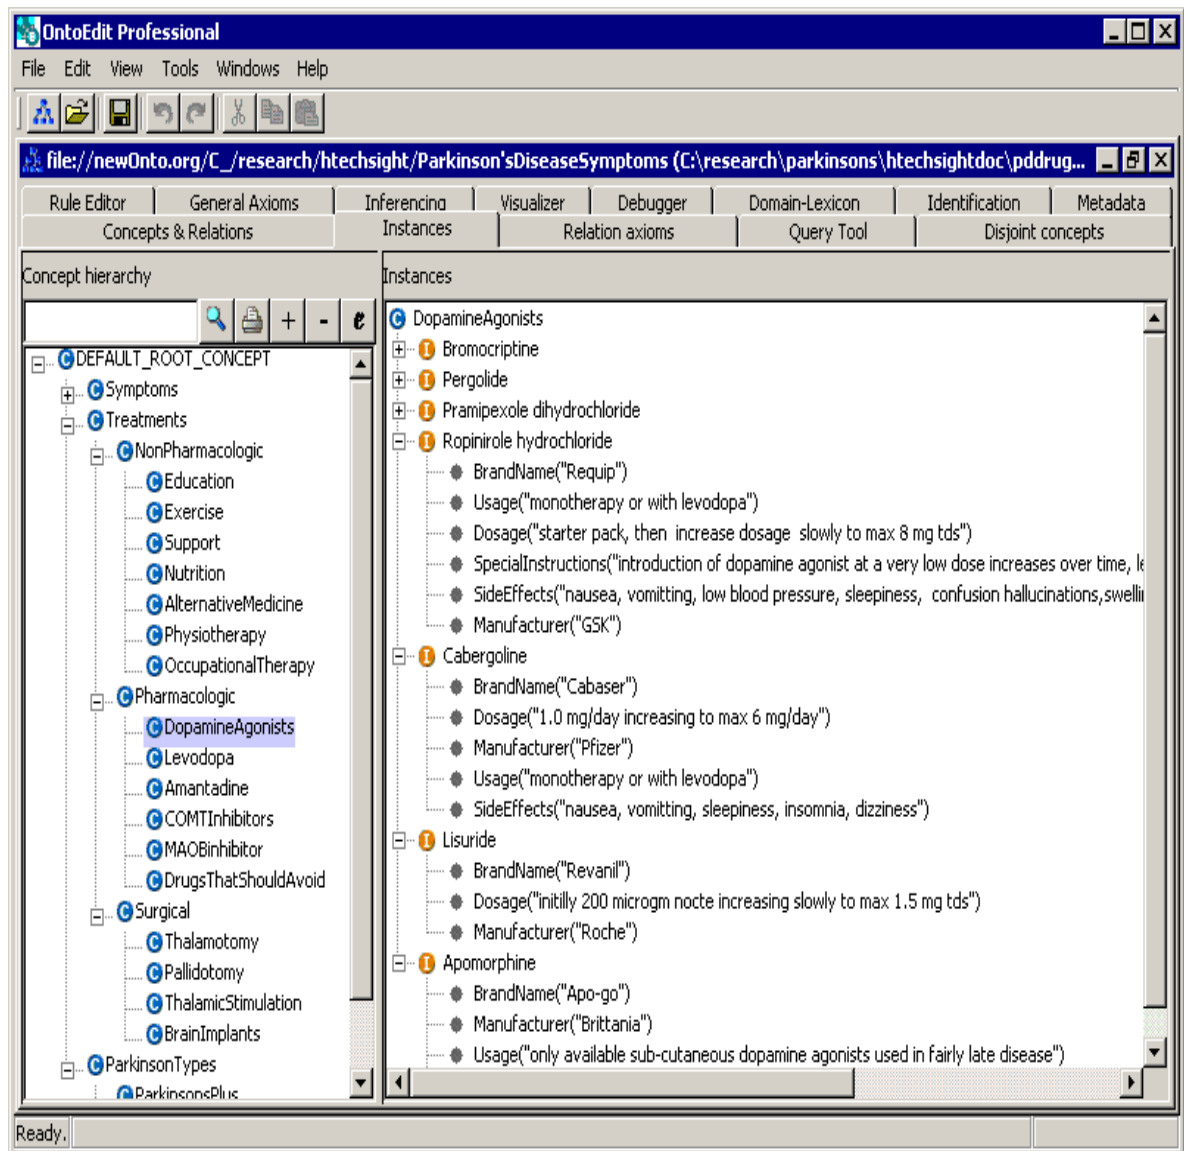 OntoEdit Professional
File Edit View Tools Windows Help
file://newOnto.org/C_/research/htechsight/Parkinson'sDiseaseSymptoms (C:\research\parkinsons\htechsightdoc\pddrug...
Rule Editor General Axioms Inferencing Visualizer Debugger Domain-Lexicon Identification Metadata
Concepts & Relations Instances Relation axioms Query Tool Disjoint concepts
Concept hierarchy
+ - e
DEFAULT_ROOT_CONCEPT
Symptoms
Treatments
NonPharmacologic
Education
Exercise
Support
Nutrition
AlternativeMedicine
Physiotherapy
OccupationalTherapy
Pharmacologic
DopamineAgonists
Levodopa
Amantadine
COMTInhibitors
MAOBinhibitor
DrugsThatShouldAvoid
Surgical
Thalamotomy
Pallidotomy
ThalamicStimulation
BrainImplants
ParkinsonTypes
ParkinsonsPlus
Instances
DopamineAgonists
Bromocriptine
Pergolide
Pramipexole dihydrochloride
Ropinirole hydrochloride
BrandName("Requip")
Usage("monotherapy or with levodopa")
Dosage("starter pack, then increase dosage slowly to max 8 mg tds")
SpecialInstructions("introduction of dopamine agonist at a very low dose increases over time, le
SideEffects("nausea, vomitting, low blood pressure, sleepiness, confusion hallucinations,swellin
Manufacturer("GSK")
Cabergoline
BrandName("Cabaser")
Dosage("1.0 mg/day increasing to max 6 mg/day")
Manufacturer("Pfizer")
Usage("monotherapy or with levodopa")
SideEffects("nausea, vomitting, sleepiness, insomnia, dizziness")
Lisuride
BrandName("Revanil")
Dosage("initilly 200 microgm nocte increasing slowly to max 1.5 mg tds")
Manufacturer("Roche")
Apomorphine
BrandName("Apo-go")
Manufacturer("Brittania")
Usage("only available sub-cutaneous dopamine agonists used in fairly late disease")
Ready.